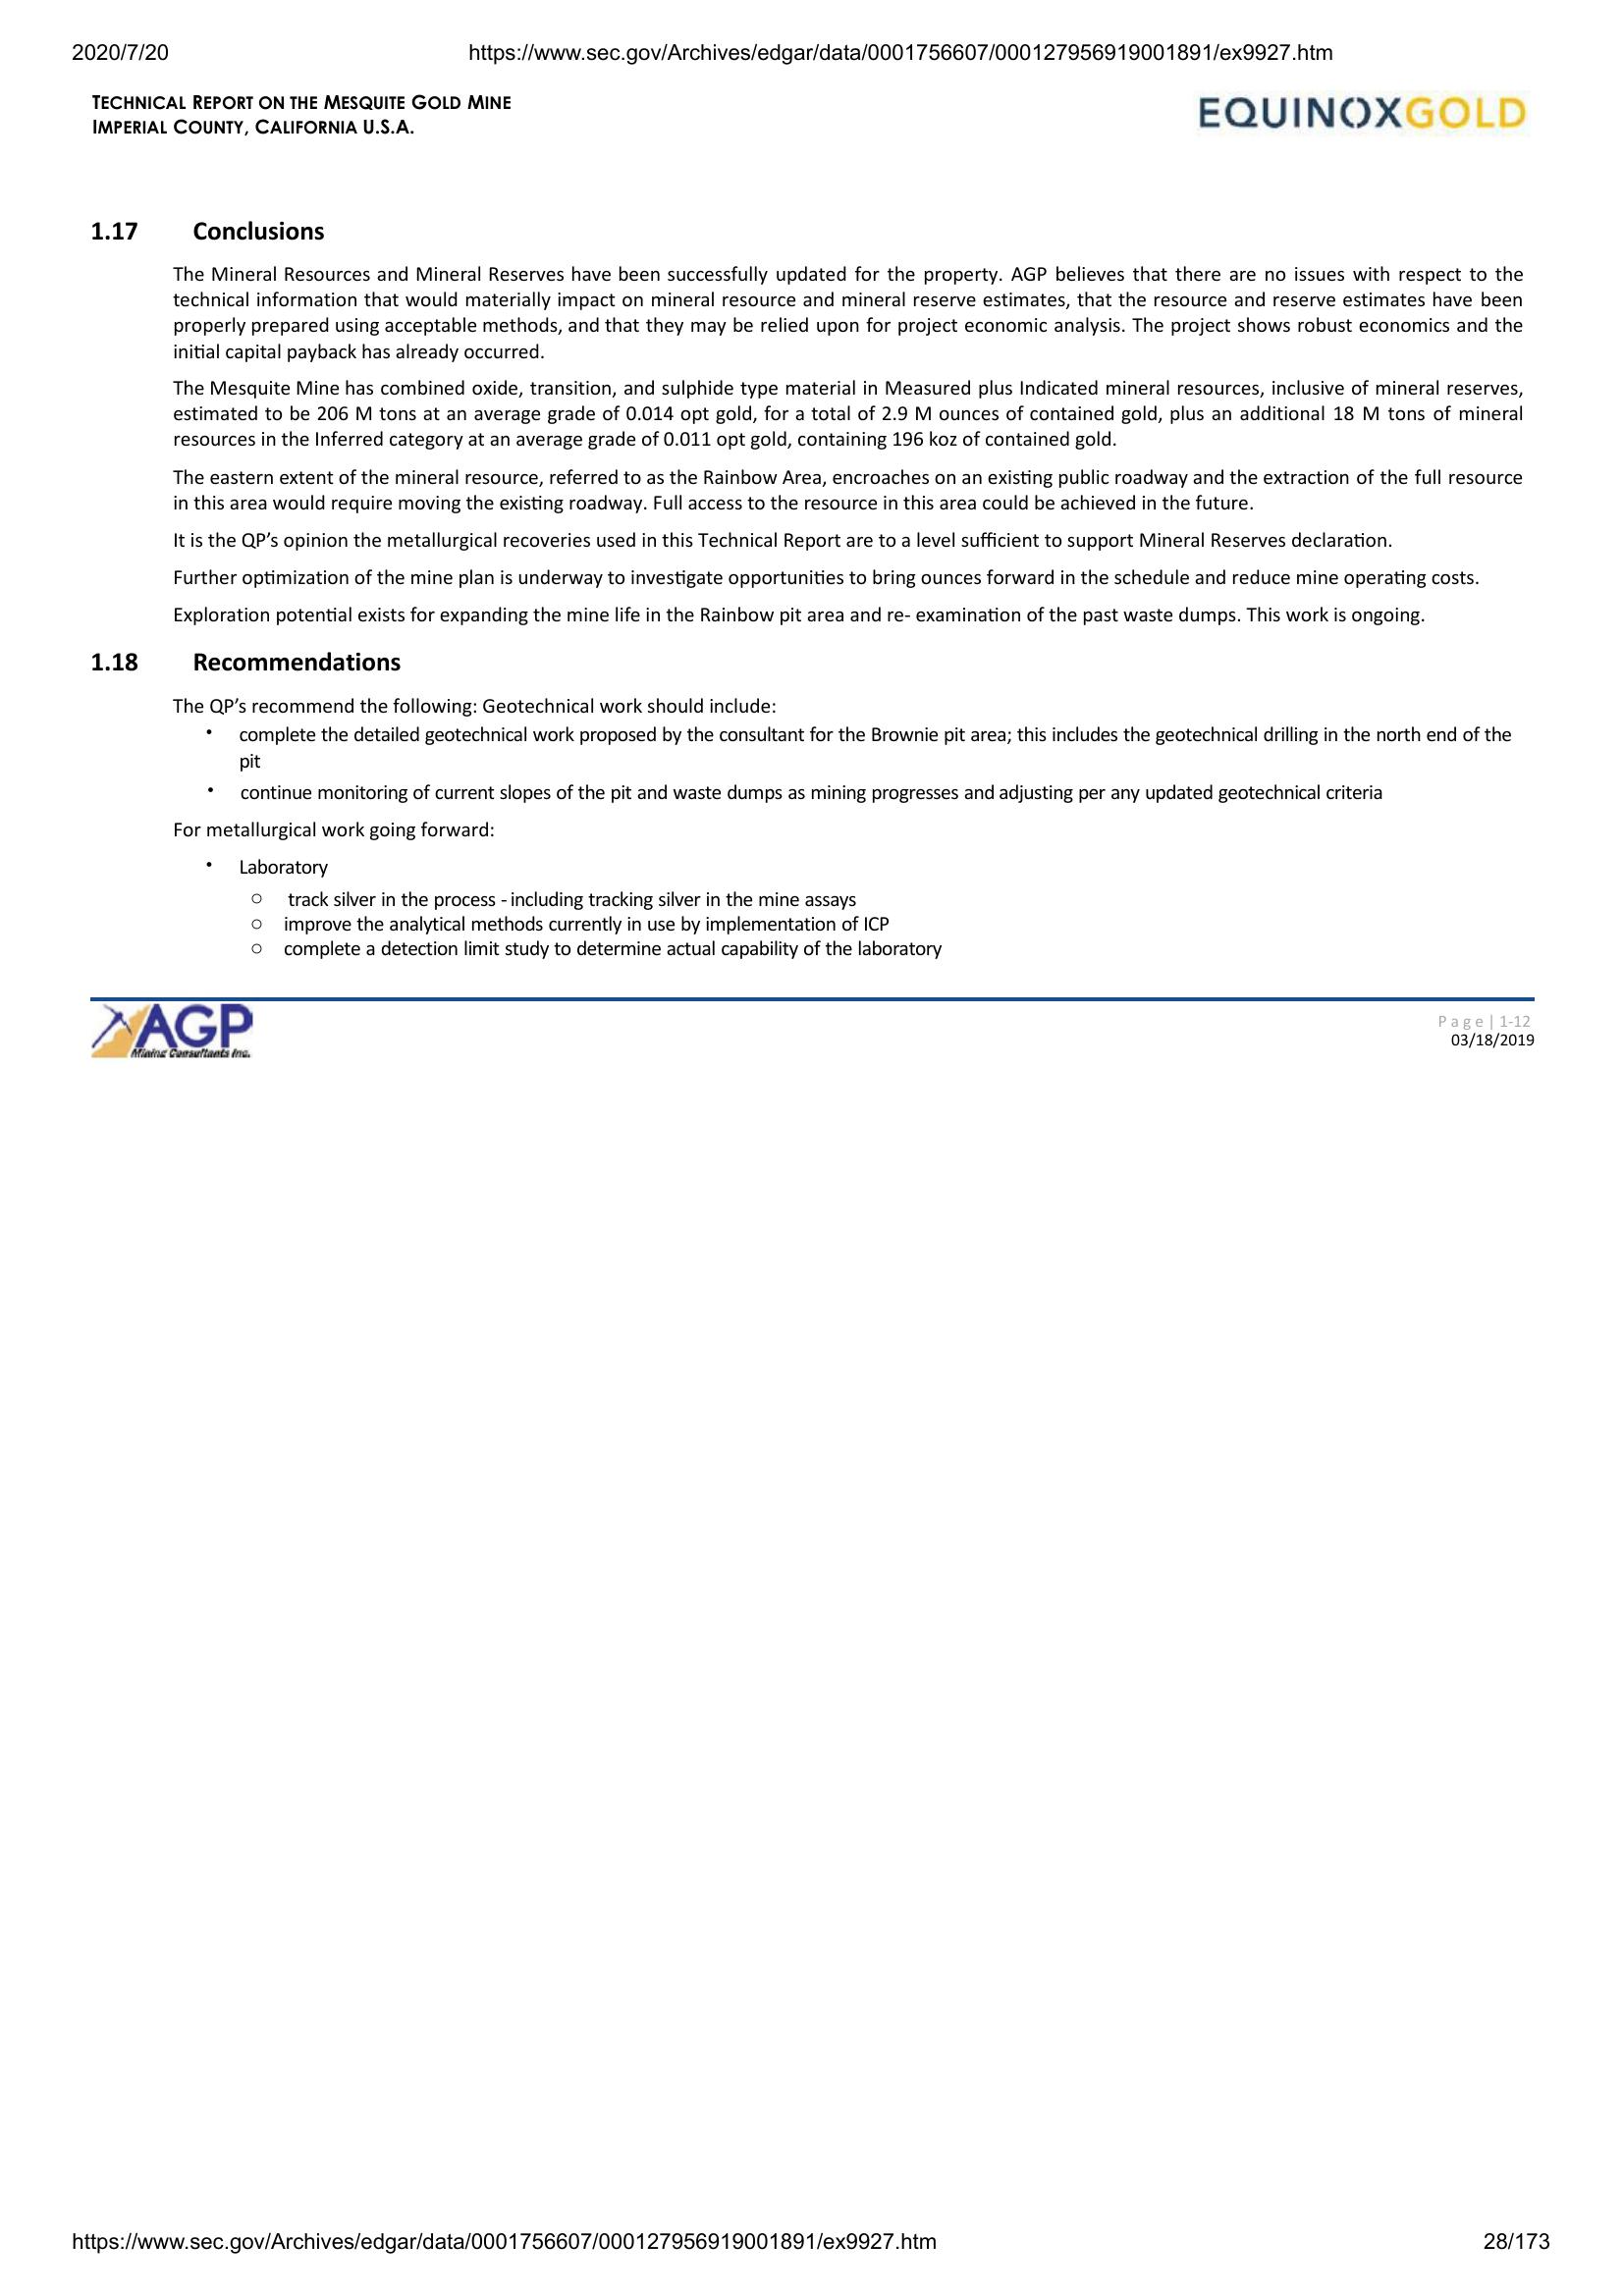 2020/7/20 https://www.sec.gov/Archives/edgar/data/0001756607/000127956919001891/ex9927.htm
TECHNICAL REPORT ON THE MESQUITE GOLD MINE
IMPERIAL COUNTY, CALIFORNIA U.S.A.
EQUINOXGOLD
1.17 Conclusions
The Mineral Resources and Mineral Reserves have been successfully updated for the property. AGP believes that there are no issues with respect to the
technical information that would materially impact on mineral resource and mineral reserve estimates, that the resource and reserve estimates have been
properly prepared using acceptable methods, and that they may be relied upon for project economic analysis. The project shows robust economics and the
initial capital payback has already occurred.
The Mesquite Mine has combined oxide, transition, and sulphide type material in Measured plus Indicated mineral resources, inclusive of mineral reserves,
estimated to be 206 M tons at an average grade of 0.014 opt gold, for a total of 2.9 M ounces of contained gold, plus an additional 18 M tons of mineral
resources in the Inferred category at an average grade of 0.011 opt gold, containing 196 koz of contained gold.
The eastern extent of the mineral resource, referred to as the Rainbow Area, encroaches on an existing public roadway and the extraction of the full resource
in this area would require moving the existing roadway. Full access to the resource in this area could be achieved in the future.
It is the QP’s opinion the metallurgical recoveries used in this Technical Report are to a level sufficient to support Mineral Reserves declaration.
Further optimization of the mine plan is underway to investigate opportunities to bring ounces forward in the schedule and reduce mine operating costs.
Exploration potential exists for expanding the mine life in the Rainbow pit area and re- examination of the past waste dumps. This work is ongoing.
1.18 Recommendations
The QP’s recommend the following: Geotechnical work should include:
• complete the detailed geotechnical work proposed by the consultant for the Brownie pit area; this includes the geotechnical drilling in the north end of the
pit
• continue monitoring of current slopes of the pit and waste dumps as mining progresses and adjusting per any updated geotechnical criteria
For metallurgical work going forward:
• Laboratory
○ track silver in the process - including tracking silver in the mine assays
○ improve the analytical methods currently in use by implementation of ICP
○ complete a detection limit study to determine actual capability of the laboratory
AGP
Mining Consultants Inc.
Page | 1-12
03/18/2019
https://www.sec.gov/Archives/edgar/data/0001756607/000127956919001891/ex9927.htm 28/173